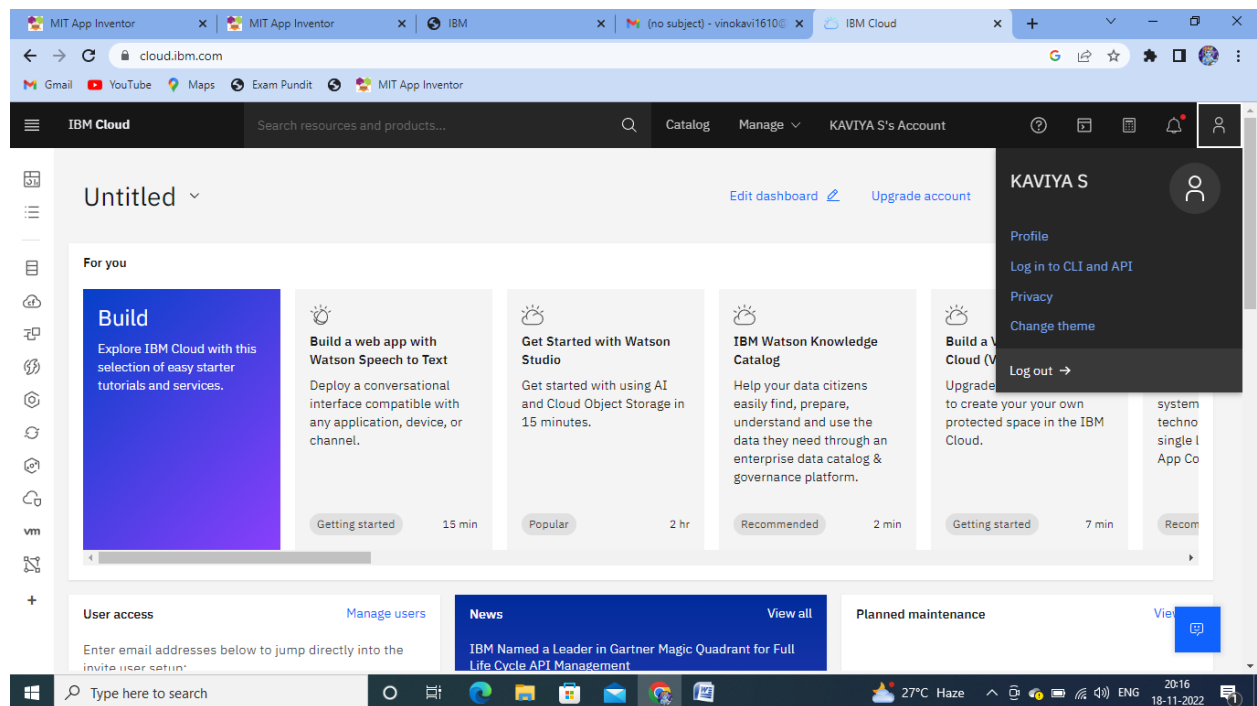 MIT App Inventor
MIT App Inventor
IBM
(no subject) - vinokavi1610@
IBM Cloud
cloud.ibm.com
Gmail
YouTube
Maps
Exam Pundit
MIT App Inventor
IBM Cloud
Search resources and products...
Catalog
Manage
KAVIYA S's Account
KAVIYA S
Profile
Log in to CLI and API
Privacy
Change theme
Log out →
Untitled
Edit dashboard
Upgrade account
For you
Build
Explore IBM Cloud with this
selection of easy starter
tutorials and services.
Build a web app with
Watson Speech to Text
Deploy a conversational
interface compatible with
any application, device, or
channel.
Getting started
15 min
Get Started with Watson
Studio
Get started with using AI
and Cloud Object Storage in
15 minutes.
Popular
2 hr
IBM Watson Knowledge
Catalog
Help your data citizens
easily find, prepare,
understand and use the
data they need through an
enterprise data catalog &
governance platform.
Recommended
2 min
Build a V
Cloud (V
Upgrade
to create your your own
protected space in the IBM
Cloud.
Getting started
7 min
system
techno
single l
App Co
Recom
vm
User access
Manage users
Enter email addresses below to jump directly into the
invite user setup:
News
View all
IBM Named a Leader in Gartner Magic Quadrant for Full
Life Cycle API Management
Planned maintenance
Vie
Type here to search
27°C Haze
ENG
20:16
18-11-2022